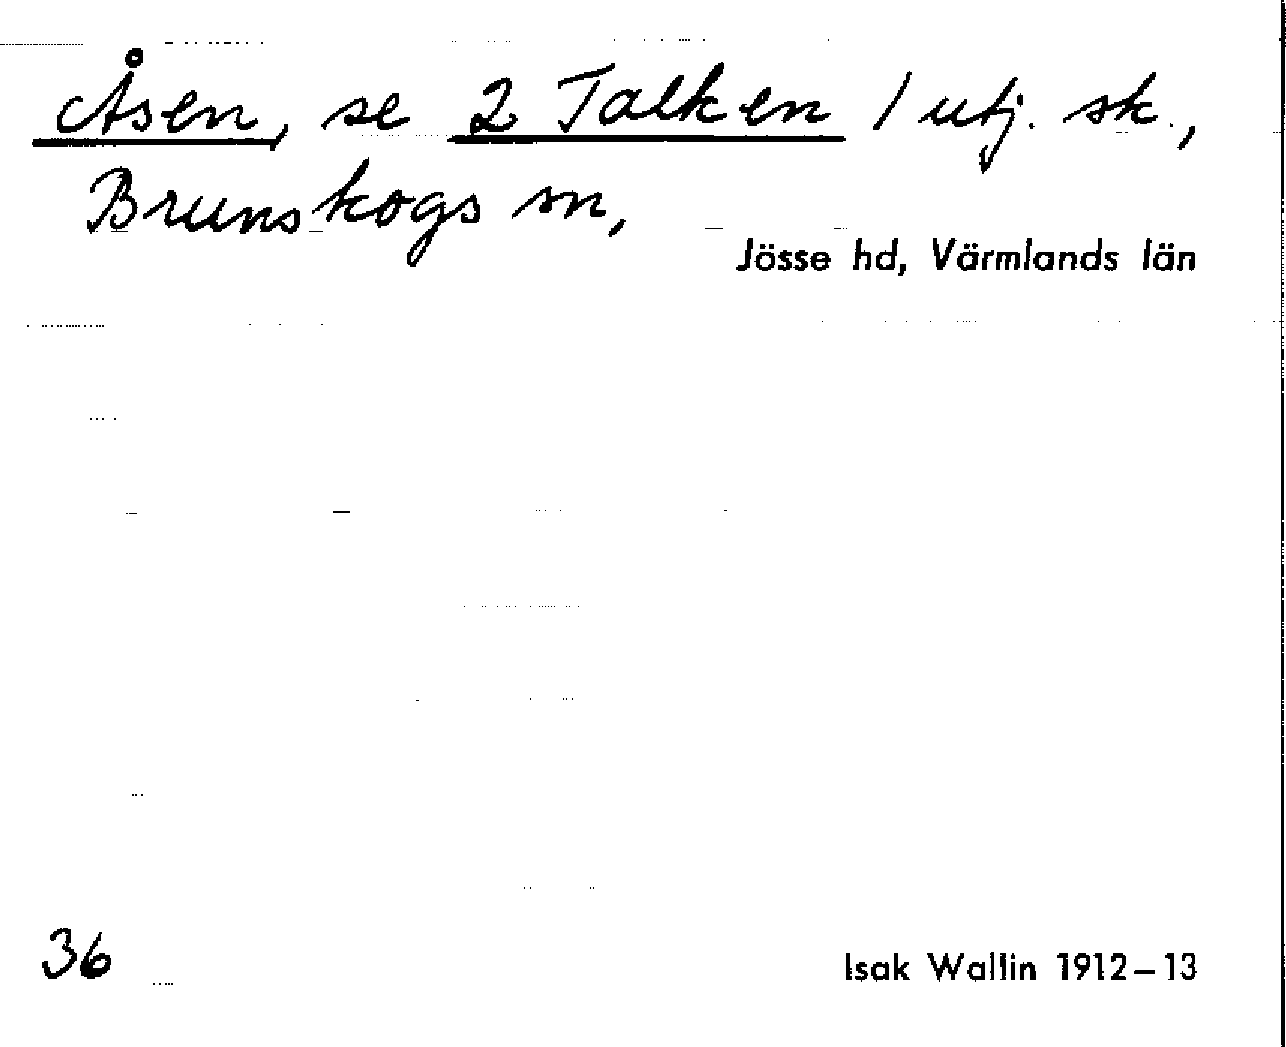 Åsen, se 2 Talken 1 utj. sk.,
Brunskogs sn,
Jösse hd, Värmlands län
36
Isak Wallin 1912–13